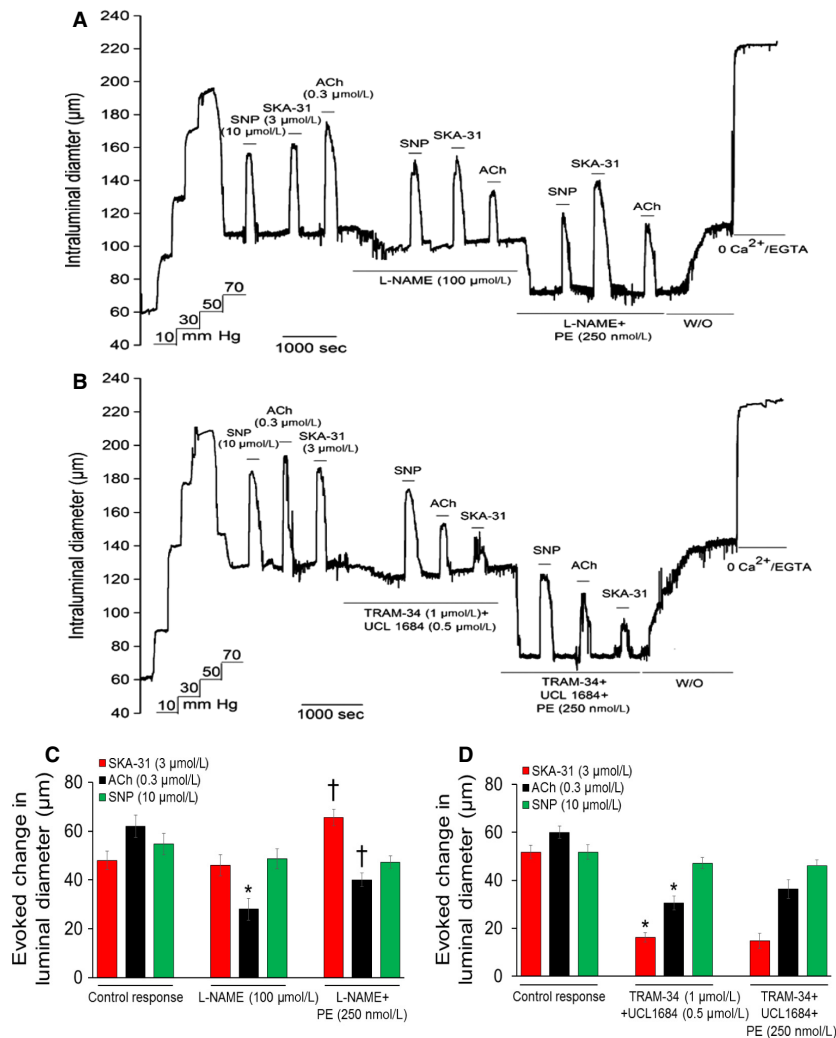 A
Intraluminal diamter (µm)
240
220
200
180
160
140
120
100
80
60
40
10
30
50
70
mm Hg
1000 sec
SNP
(10 µmol/L)
SKA-31
(3 µmol/L)
ACh
(0.3 µmol/L)
SNP
SKA-31
ACh
L-NAME (100 µmol/L)
SNP
SKA-31
ACh
L-NAME+
PE (250 nmol/L)
W/O
0 Ca²⁺/EGTA
B
Intraluminal diameter (µm)
240
220
200
180
160
140
120
100
80
60
40
10
30
50
70
mm Hg
1000 sec
SNP
(10 µmol/L)
ACh
(0.3 µmol/L)
SKA-31
(3 µmol/L)
SNP
ACh
SKA-31
TRAM-34 (1 µmol/L)+
UCL 1684 (0.5 µmol/L)
SNP
ACh
SKA-31
TRAM-34+
UCL 1684+
PE (250 nmol/L)
W/O
0 Ca²⁺/EGTA
C
SKA-31 (3 µmol/L)
ACh (0.3 µmol/L)
SNP (10 µmol/L)
Evoked change in
luminal diameter (µm)
80
60
40
20
0
*
†
†
Control response
L-NAME (100 µmol/L)
L-NAME+
PE (250 nmol/L)
D
SKA-31 (3 µmol/L)
ACh (0.3 µmol/L)
SNP (10 µmol/L)
Evoked change in
luminal diameter (µm)
80
60
40
20
0
*
*
Control response
TRAM-34 (1 µmol/L)
+UCL1684 (0.5 µmol/L)
TRAM-34+
UCL1684+
PE (250 nmol/L)